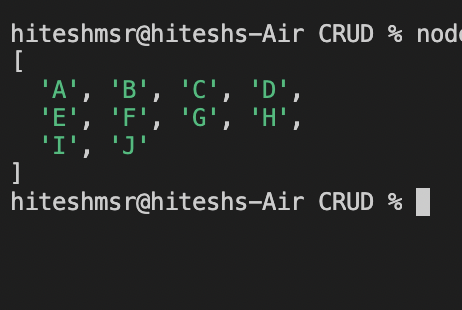 hiteshmsr@hiteshs-Air CRUD % node
[
  'A', 'B', 'C', 'D',
  'E', 'F', 'G', 'H',
  'I', 'J'
]
hiteshmsr@hiteshs-Air CRUD %